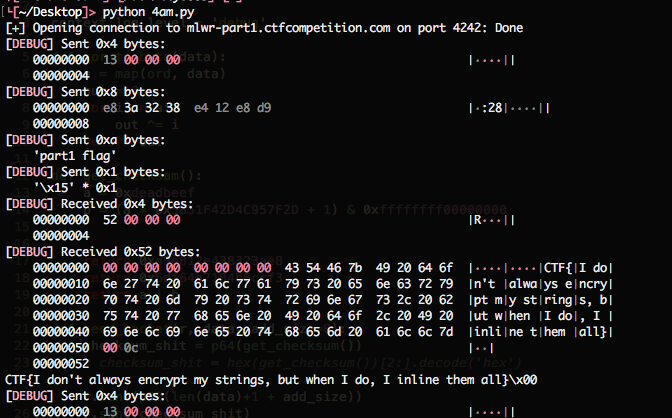 [~/Desktop]> python 4am.py
[+] Opening connection to mlwr-part1.ctfcompetition.com on port 4242: Done
[DEBUG] Sent 0x4 bytes:
00000000 13 00 00 00 |····||
00000004
[DEBUG] Sent 0x8 bytes:
00000000 e8 3a 32 38 e4 12 e8 d9 |·:28|····||
00000008
[DEBUG] Sent 0xa bytes:
'part1 flag'
[DEBUG] Sent 0x1 bytes:
'\x15' * 0x1
[DEBUG] Received 0x4 bytes:
00000000 52 00 00 00 |R···||
00000004
[DEBUG] Received 0x52 bytes:
00000000 00 00 00 00 00 00 00 00 43 54 46 7b 49 20 64 6f |····|····|CTF{|I do|
00000010 6e 27 74 20 61 6c 77 61 79 73 20 65 6e 63 72 79 |n't |alwa|ys e|ncry|
00000020 70 74 20 6d 79 20 73 74 72 69 6e 67 73 2c 20 62 |pt m|y st|ring|s, b|
00000030 75 74 20 77 68 65 6e 20 49 20 64 6f 2c 20 49 20 |ut w|hen |I do|, I |
00000040 69 6e 6c 69 6e 65 20 74 68 65 6d 20 61 6c 6c 7d |inli|ne t|hem |all}|
00000050 00 0c |··|
00000052
CTF{I don't always encrypt my strings, but when I do, I inline them all}\x00
[DEBUG] Sent 0x4 bytes:
00000000 13 00 00 00 |····||